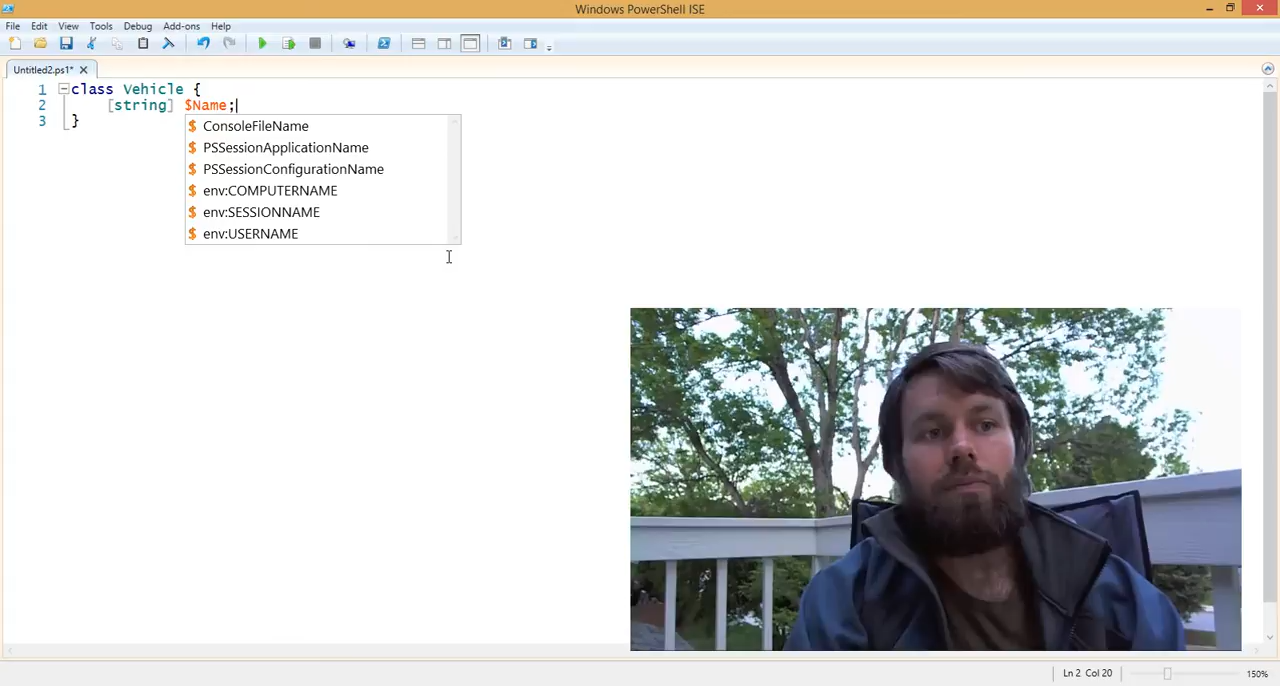 Windows PowerShell ISE
File Edit View Tools Debug Add-ons Help
Untitled2.ps1*
1 class Vehicle {
2 [string] $Name;
3 }
$ ConsoleFileName
$ PSSessionApplicationName
$ PSSessionConfigurationName
$ env:COMPUTERNAME
$ env:SESSIONNAME
$ env:USERNAME
Ln 2 Col 20 150%